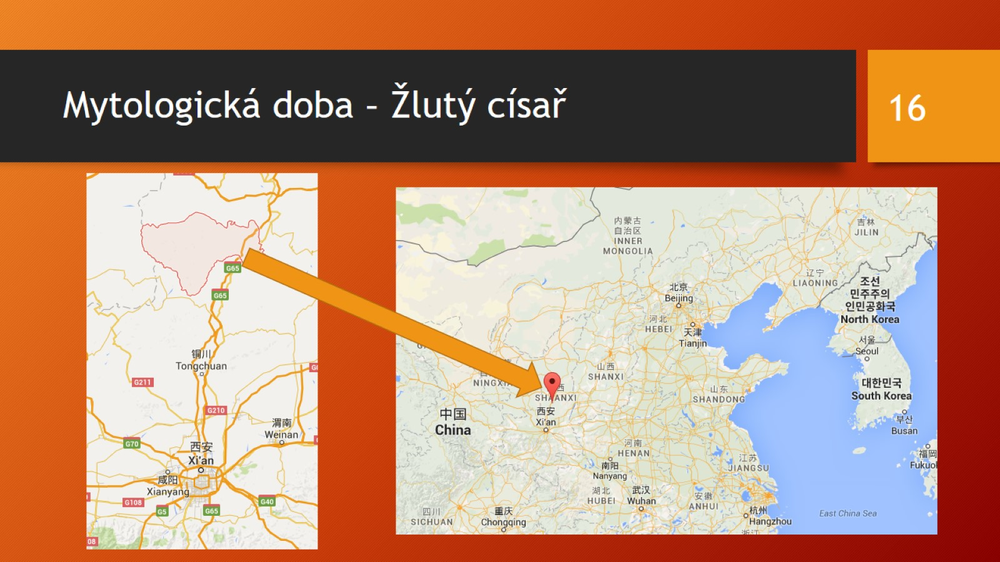 Mytologická doba – Žlutý císař
16
G65
G65
铜川
Tongchuan
G211
G210
渭南
Weinan
G70
西安
Xi'an
咸阳
Xianyang
G108
G5
G65
G40
08
内蒙古
自治区
INNER
MONGOLIA
吉林
JILIN
辽宁
LIAONING
조선
민주주의
인민공화국
North Korea
北京
Beijing
河北
HEBEI
天津
Tianjin
서울
Seoul
山西
SHANXI
NINGXIA
西
SHAANXI
山东
SHANDONG
대한민국
South Korea
中国
China
西安
Xi'an
부산
Busan
河南
HENAN
江苏
JIANGSU
福岡
Fukuo
南阳
Nanyang
湖北
HUBEI
武汉
Wuhan
安徽
ANHUI
四川
SICHUAN
重庆
Chongqing
杭州
Hangzhou
浙江
East China Sea